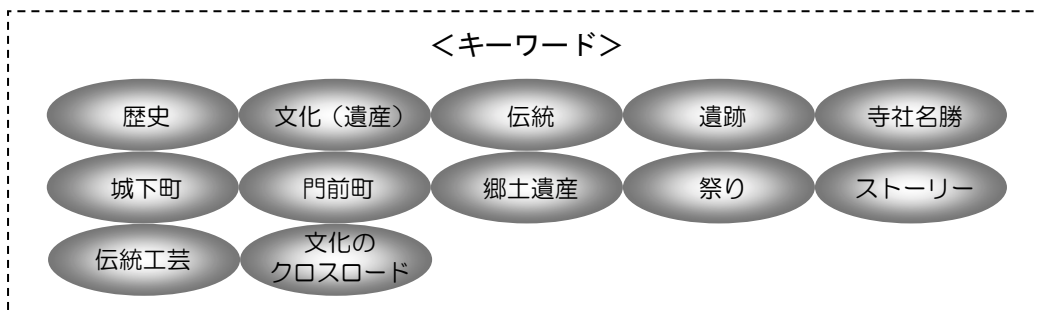 ＜キーワード＞
歴史 文化（遺産） 伝統 遺跡 寺社名勝
城下町 門前町 郷土遺産 祭り ストーリー
伝統工芸 文化の
クロスロード